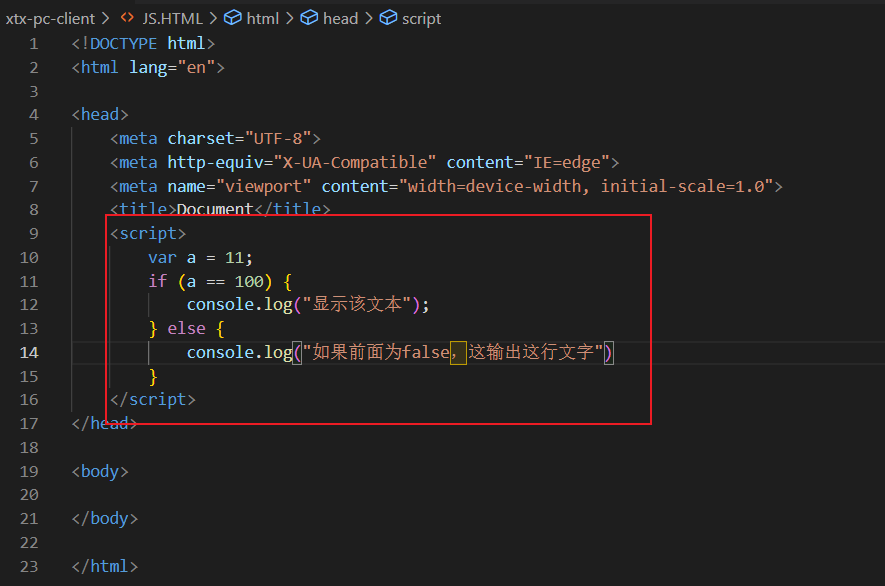 xtx-pc-client > <> JS.HTML > html > head > script
1 <!DOCTYPE html>
2 <html lang="en">
3
4 <head>
5     <meta charset="UTF-8">
6     <meta http-equiv="X-UA-Compatible" content="IE=edge">
7     <meta name="viewport" content="width=device-width, initial-scale=1.0">
8     <title>Document</title>
9     <script>
10         var a = 11;
11         if (a == 100) {
12             console.log("显示该文本");
13         } else {
14             console.log("如果前面为false，这输出这行文字")
15         }
16     </script>
17 </head>
18
19 <body>
20
21 </body>
22
23 </html>